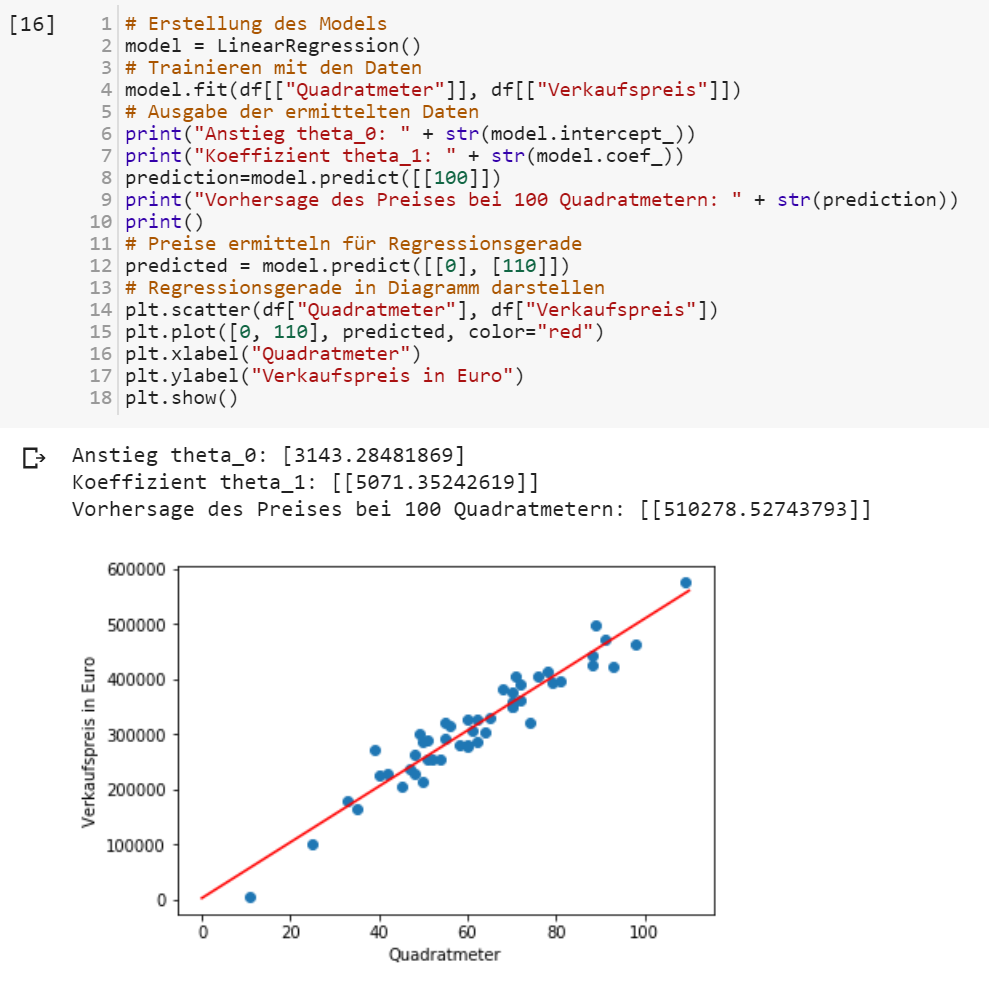 [16]
1 # Erstellung des Models
2 model = LinearRegression()
3 # Trainieren mit den Daten
4 model.fit(df[["Quadratmeter"]], df[["Verkaufspreis"]])
5 # Ausgabe der ermittelten Daten
6 print("Anstieg theta_0: " + str(model.intercept_))
7 print("Koeffizient theta_1: " + str(model.coef_))
8 prediction=model.predict([[100]])
9 print("Vorhersage des Preises bei 100 Quadratmetern: " + str(prediction))
10 print()
11 # Preise ermitteln für Regressionsgerade
12 predicted = model.predict([[0], [110]])
13 # Regressionsgerade in Diagramm darstellen
14 plt.scatter(df["Quadratmeter"], df["Verkaufspreis"])
15 plt.plot([0, 110], predicted, color="red")
16 plt.xlabel("Quadratmeter")
17 plt.ylabel("Verkaufspreis in Euro")
18 plt.show()
Anstieg theta_0: [3143.28481869]
Koeffizient theta_1: [[5071.35242619]]
Vorhersage des Preises bei 100 Quadratmetern: [[510278.52743793]]
600000
500000
400000
300000
200000
100000
0
Verkaufspreis in Euro
0 20 40 60 80 100
Quadratmeter